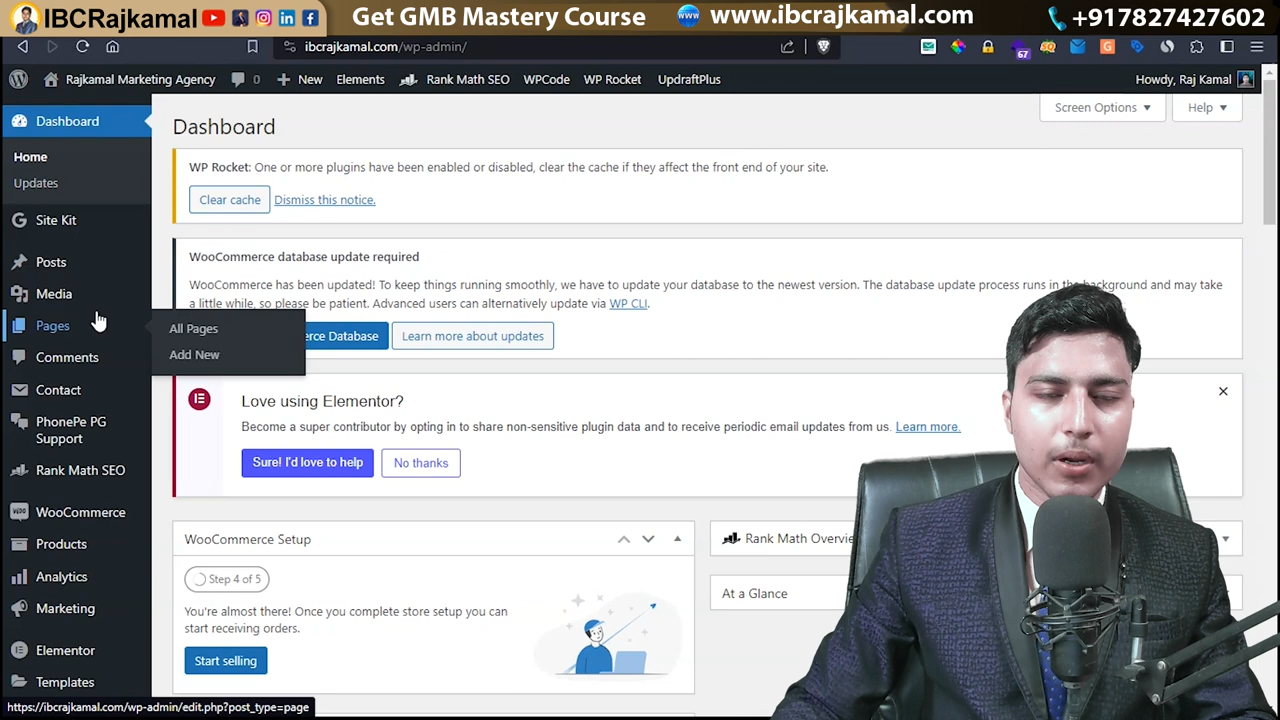 IBCRajkamal
Get GMB Mastery Course
www
www.ibcrajkamal.com
+917827427602
ibcrajkamal.com/wp-admin/
67
Rajkamal Marketing Agency
0
New
Elements
Rank Math SEO
WPCode
WP Rocket
UpdraftPlus
Howdy, Raj Kamal
Dashboard
Home
Updates
Site Kit
Posts
Media
Pages
All Pages
Add New
Comments
Contact
PhonePe PG
Support
Rank Math SEO
WooCommerce
Products
Analytics
Marketing
Elementor
Templates
https://ibcrajkamal.com/wp-admin/edit.php?post_type=page
Screen Options
Help
Dashboard
WP Rocket: One or more plugins have been enabled or disabled, clear the cache if they affect the front end of your site.
Clear cache
Dismiss this notice.
WooCommerce database update required
WooCommerce has been updated! To keep things running smoothly, we have to update your database to the newest version. The database update process runs in the background and may
take a little while, so please be patient. Advanced users can alternatively update via WP CLI.
Database
Learn more about updates
Love using Elementor?
Become a super contributor by opting in to share non-sensitive plugin data and to receive periodic email updates from us. Learn more.
Sure! I'd love to help
No thanks
WooCommerce Setup
Step 4 of 5
You're almost there! Once you complete store setup you can
start receiving orders.
Start selling
Rank Math
At a Glance